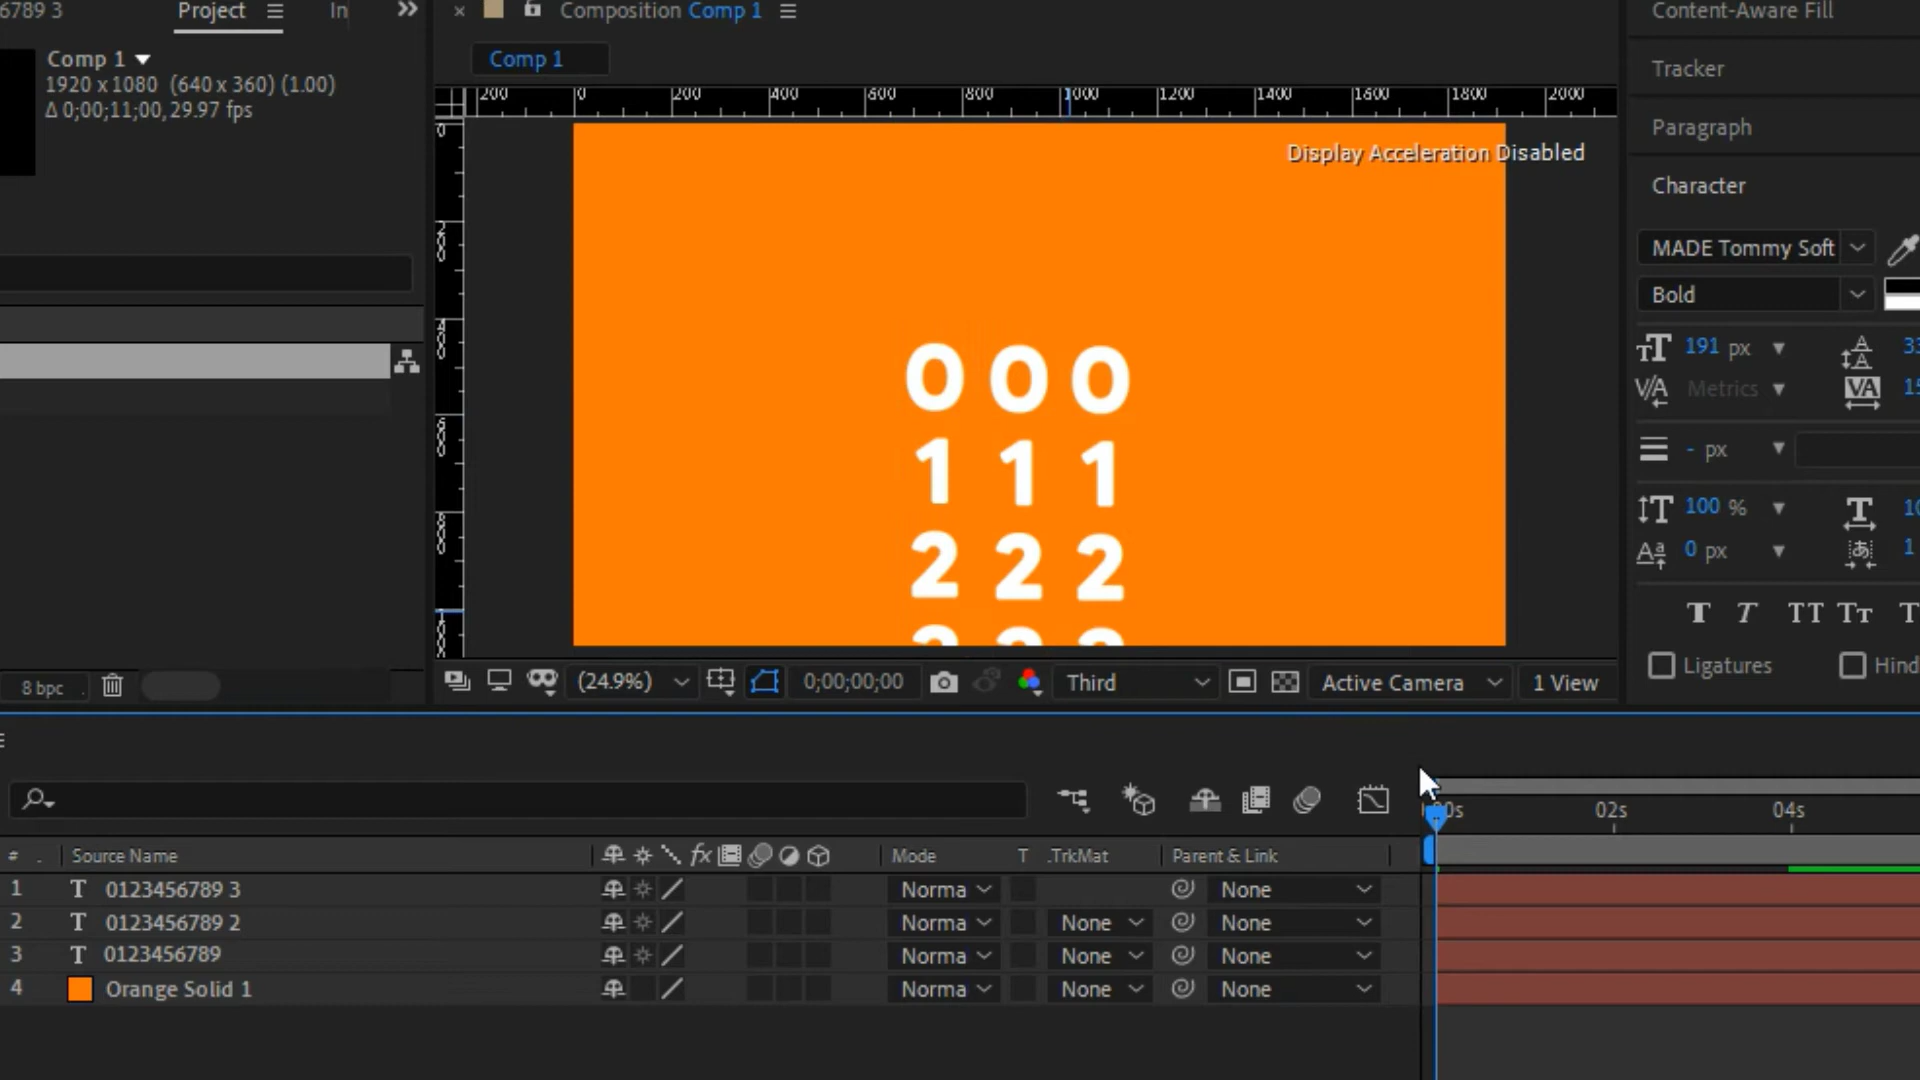 6789 3 Project In Composition Comp 1 Content-Aware Fill
Comp 1
1920 x 1080 (640 x 360) (1.00)
Δ 0;00;11;00, 29.97 fps
Comp 1
200 0 200 400 600 800 1000 1200 1400 1600 1800 2000
Tracker
Paragraph
Display Acceleration Disabled
Character
MADE Tommy Soft
Bold
0 0 0
1 1 1
2 2 2
191 px
Metrics
- px
100 %
0 px
1
T T TT Tt
Ligatures
8 bpc
(24.9%) 0;00;00;00 Third Active Camera 1 View
02s 04s
# Source Name fx Mode T .TrkMat Parent & Link
1 T 0123456789 3 Norma None
2 T 0123456789 2 Norma None None
3 T 0123456789 Norma None None
4 Orange Solid 1 Norma None None